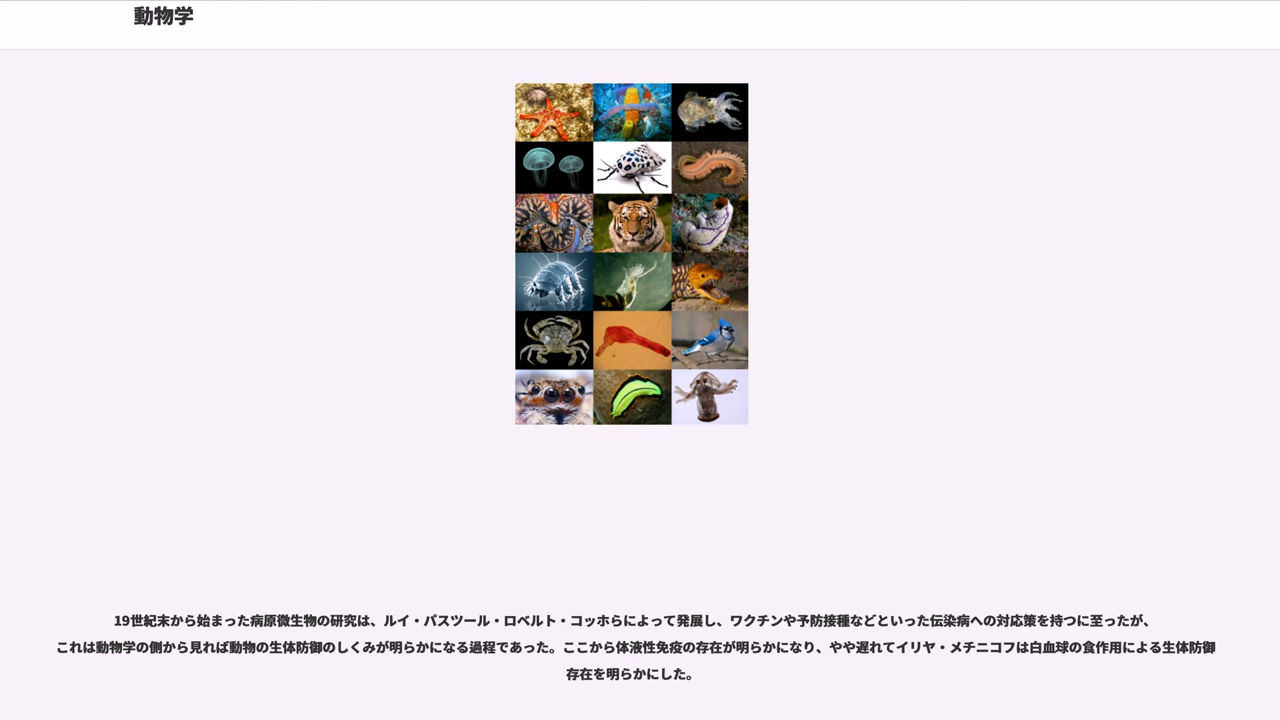 動物学
19世紀末から始まった病原微生物の研究は、ルイ・パスツール・ロベルト・コッホらによって発展し、ワクチンや予防接種などといった伝染病への対応策を持つに至ったが、
これは動物学の側から見れば動物の生体防御のしくみが明らかになる過程であった。ここから体液性免疫の存在が明らかになり、やや遅れてイリヤ・メチニコフは白血球の食作用による生体防御
存在を明らかにした。